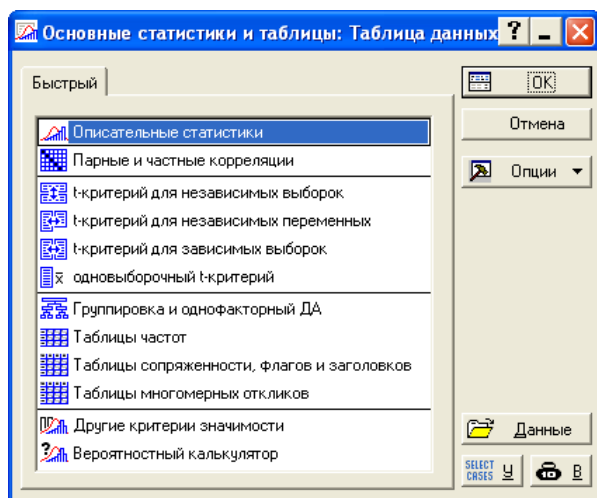 Основные статистики и таблицы: Таблица данных
Быстрый
OK
Отмена
Опции
Описательные статистики
Парные и частные корреляции
t-критерий для независимых выборок
t-критерий для независимых переменных
t-критерий для зависимых выборок
одновыборочный t-критерий
Группировка и однофакторный ДА
Таблицы частот
Таблицы сопряженности, флагов и заголовков
Таблицы многомерных откликов
Другие критерии значимости
Вероятностный калькулятор
Данные
SELECT CASES У В